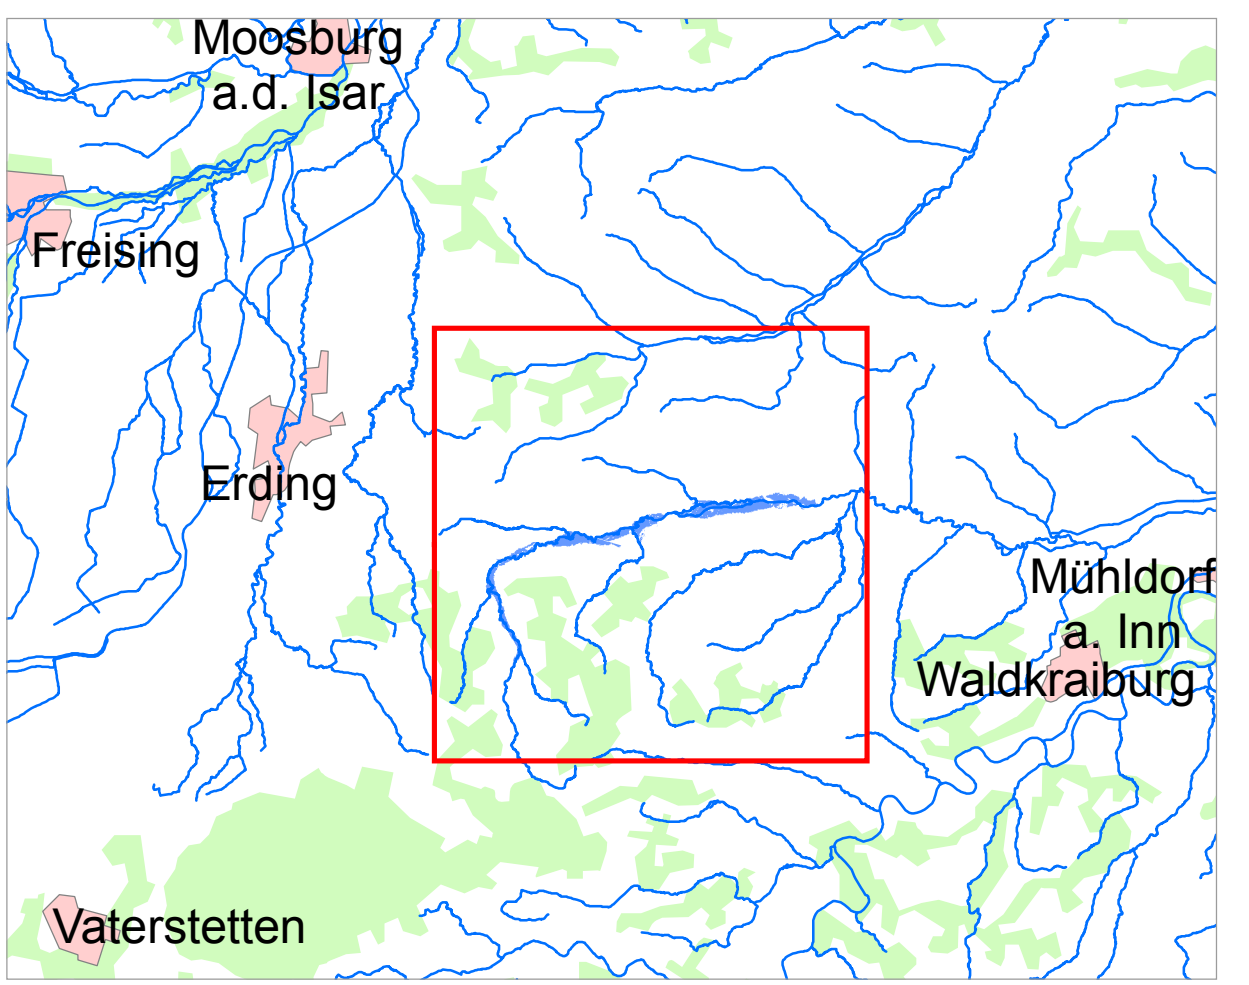 Moosburg
a.d. Isar
Freising
Erding
Mühldorf
a. Inn
Waldkraiburg
Vaterstetten